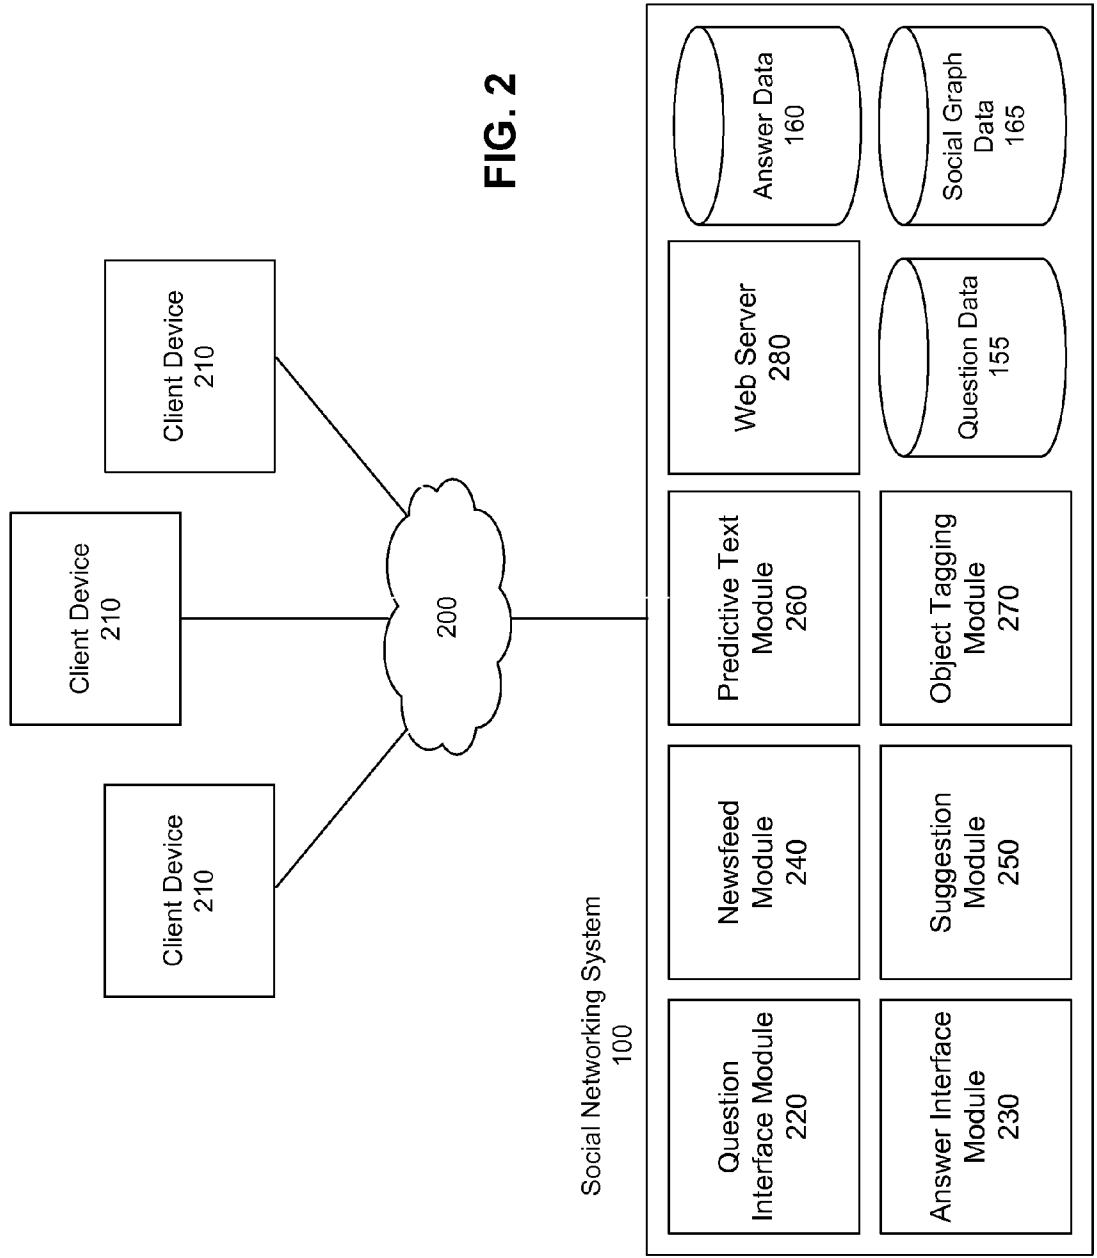 Client Device
210
Client Device
210
Client Device
210
200
FIG. 2
Social Networking System
100
Question
Interface Module
220
Newsfeed
Module
240
Predictive Text
Module
260
Web Server
280
Answer Data
160
Answer Interface
Module
230
Suggestion
Module
250
Object Tagging
Module
270
Question Data
155
Social Graph
Data
165